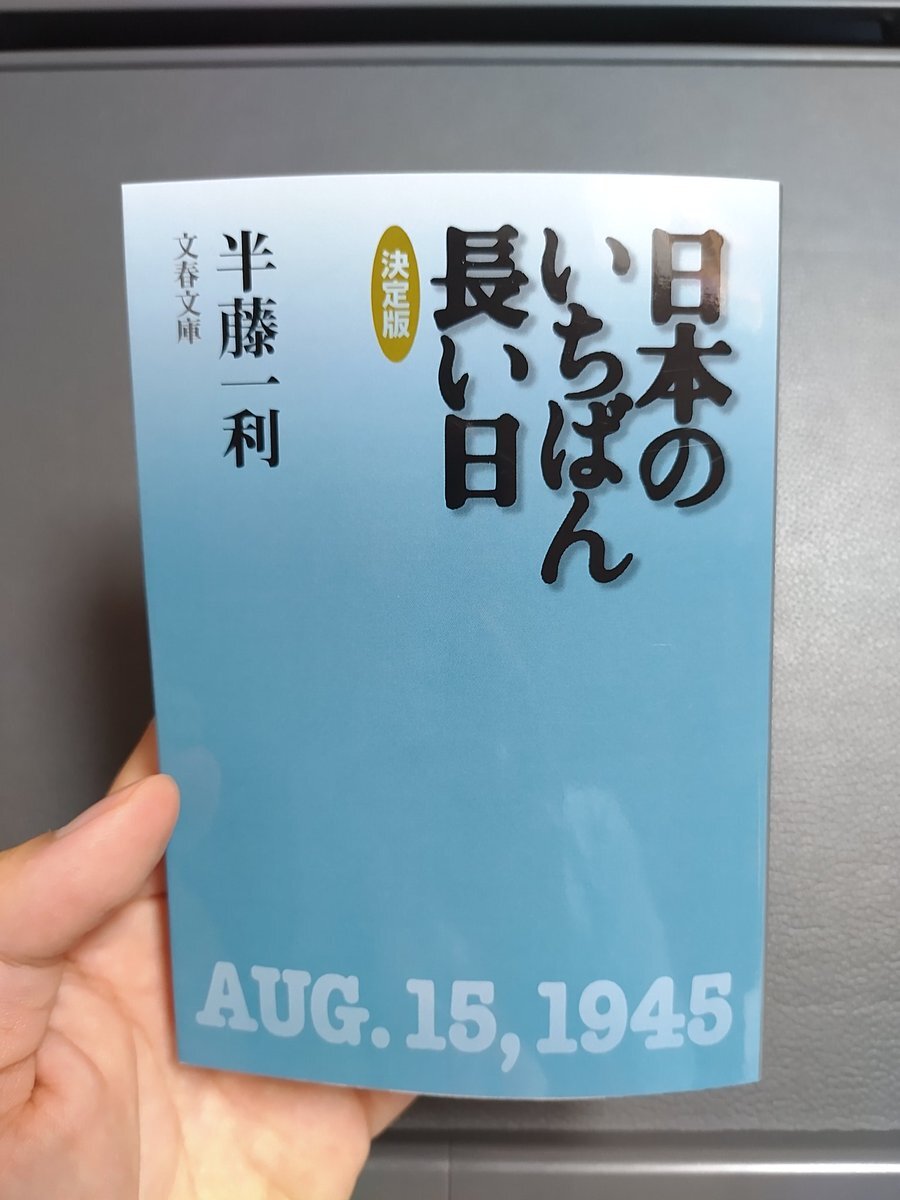 日本の
いちばん
長い日
決定版
半藤一利
文春文庫
AUG. 15, 1945